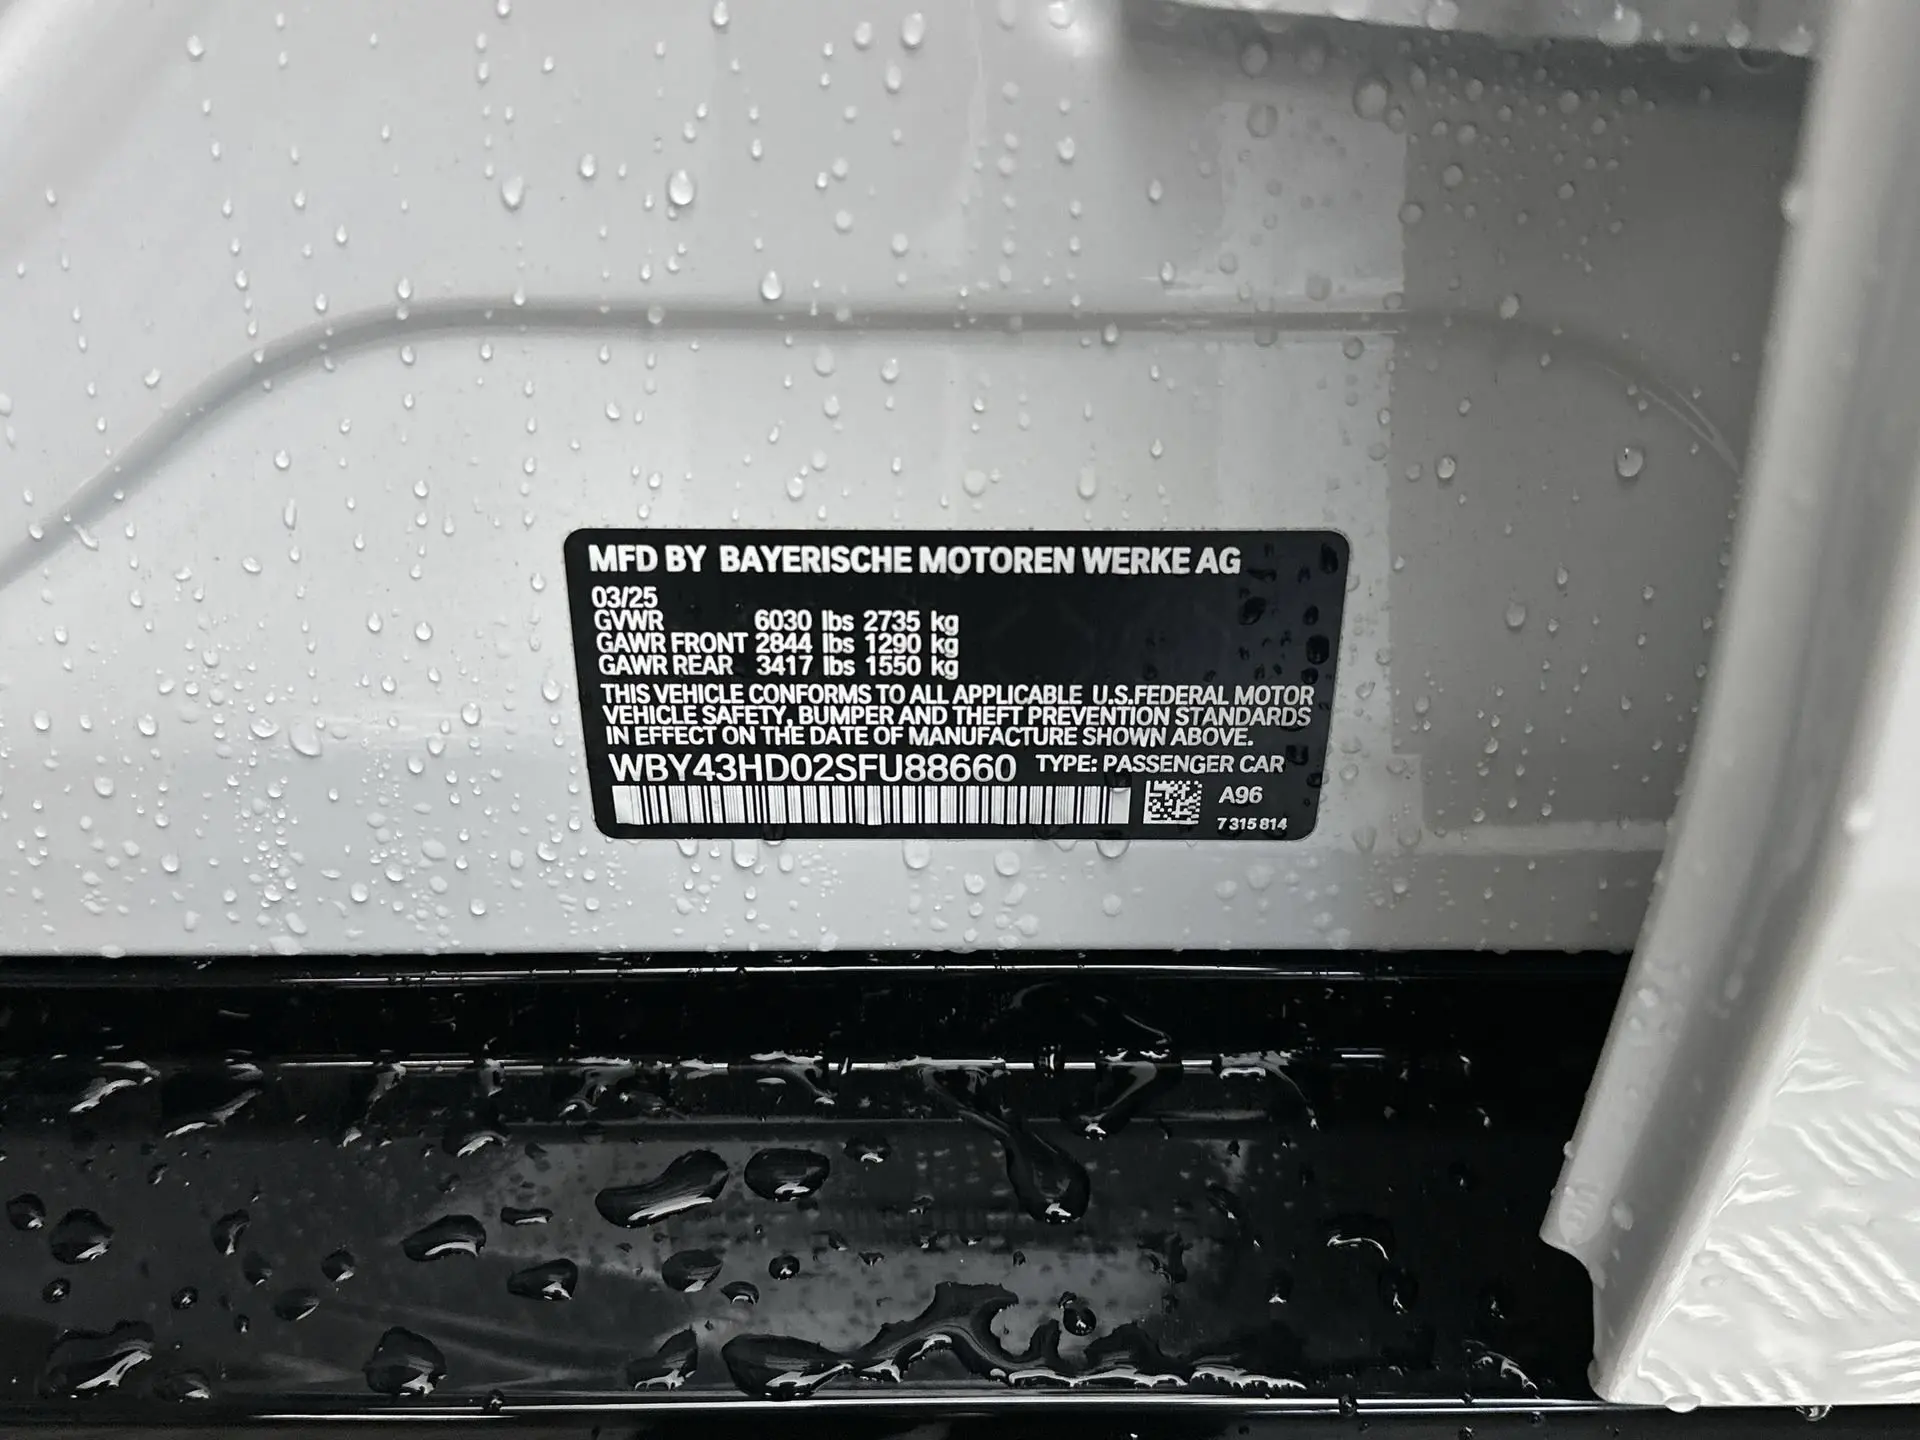 MFD BY BAYERISCHE MOTOREN WERKE AG
03/25
GVWR 6030 lbs 2735 kg
GAWR FRONT 2844 lbs 1290 kg
GAWR REAR 3417 lbs 1550 kg
THIS VEHICLE CONFORMS TO ALL APPLICABLE U.S.FEDERAL MOTOR
VEHICLE SAFETY, BUMPER AND THEFT PREVENTION STANDARDS
IN EFFECT ON THE DATE OF MANUFACTURE SHOWN ABOVE.
WBY43HD02SFU88660 TYPE: PASSENGER CAR
A96
7 315 814